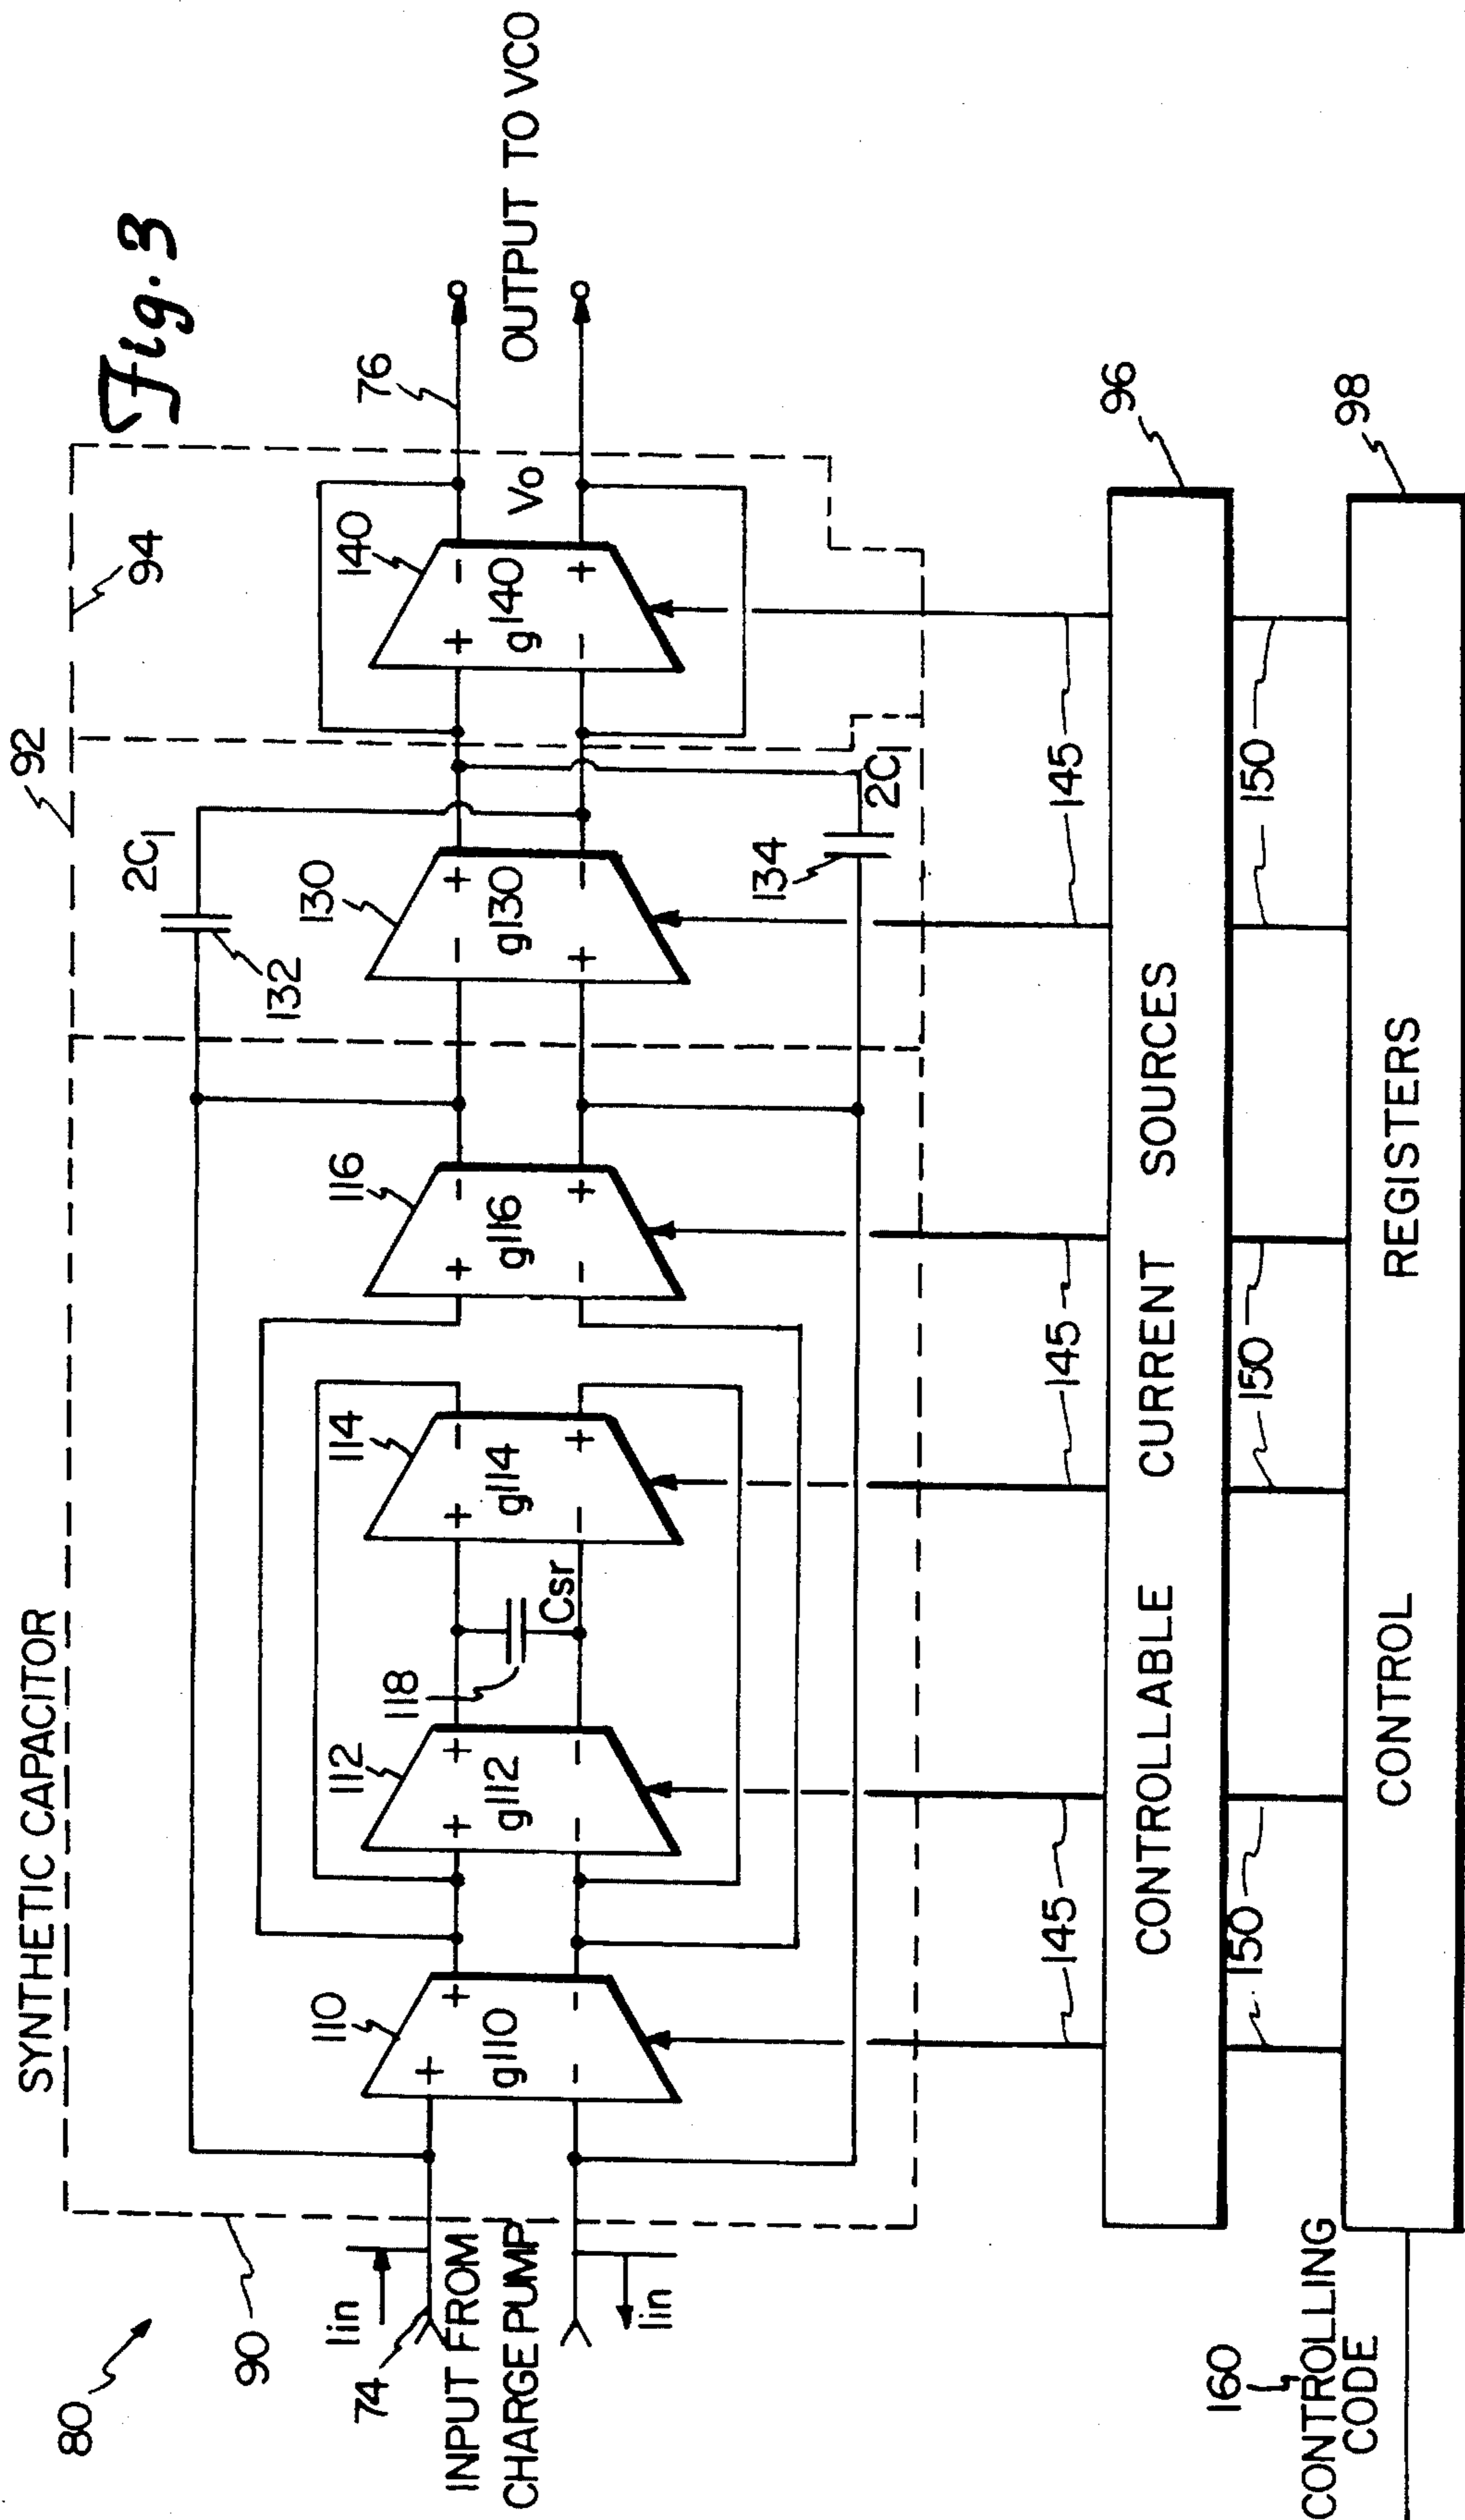 Fig. 3
80
SYNTHETIC CAPACITOR
92
94
90
2C1
132
110
112
114
116
130
140
76
74
Iin
INPUT FROM
CHARGE PUMP
Iin
+ + + + + - + - - + + -
g110
g112
g114
g116
g130
g140
- - - - - + - + + - - +
118
Csr
Vo
OUTPUT TO VCO
134
2C1
145
145
145
96
CONTROLLABLE CURRENT SOURCES
150
150
150
98
CONTROL REGISTERS
160
CONTROLLING
CODE